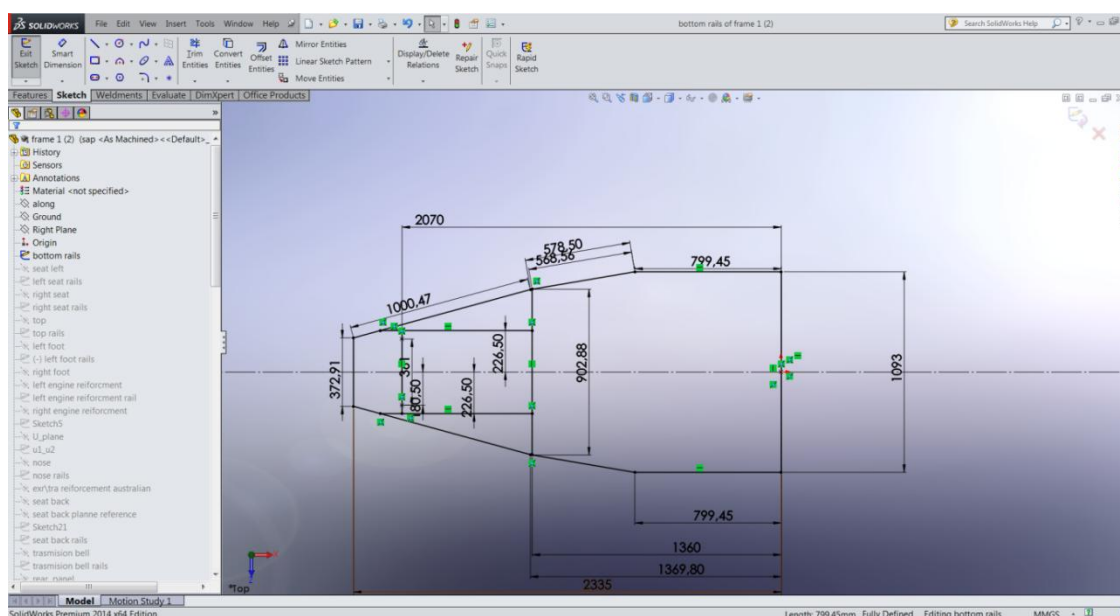 SOLIDWORKS File Edit View Insert Tools Window Help bottom rails of frame 1 (2) Search SolidWorks Help
Exit Sketch Smart Dimension Trim Entities Convert Entities Offset Entities Mirror Entities Linear Sketch Pattern Move Entities Display/Delete Relations Repair Sketch Quick Snaps Rapid Sketch
Features Sketch Weldments Evaluate DimXpert Office Products
frame 1 (2) (sap <As Machined><<Default>_
History
Sensors
Annotations
Material <not specified>
along
Ground
Right Plane
Origin
bottom rails
seat left
left seat rails
right seat
right seat rails
top
top rails
left foot
(-) left foot rails
right foot
left engine reiforcment
left engine reiforcment rail
right engine reiforcment
Sketch5
U_plane
u1_u2
nose
nose rails
exr\tra reiforcement australian
seat back
seat back planne reference
Sketch21
seat back rails
trasmision bell
trasmision bell rails
rear_panel
2070
578,50
568,56
799,45
1000,47
372,91
361
180,50
226,50
226,50
902,88
1093
799,45
1360
1369,80
2335
*Top
Model Motion Study 1
SolidWorks Premium 2014 x64 Edition Length: 799.45mm Fully Defined Editing bottom rails MMGS